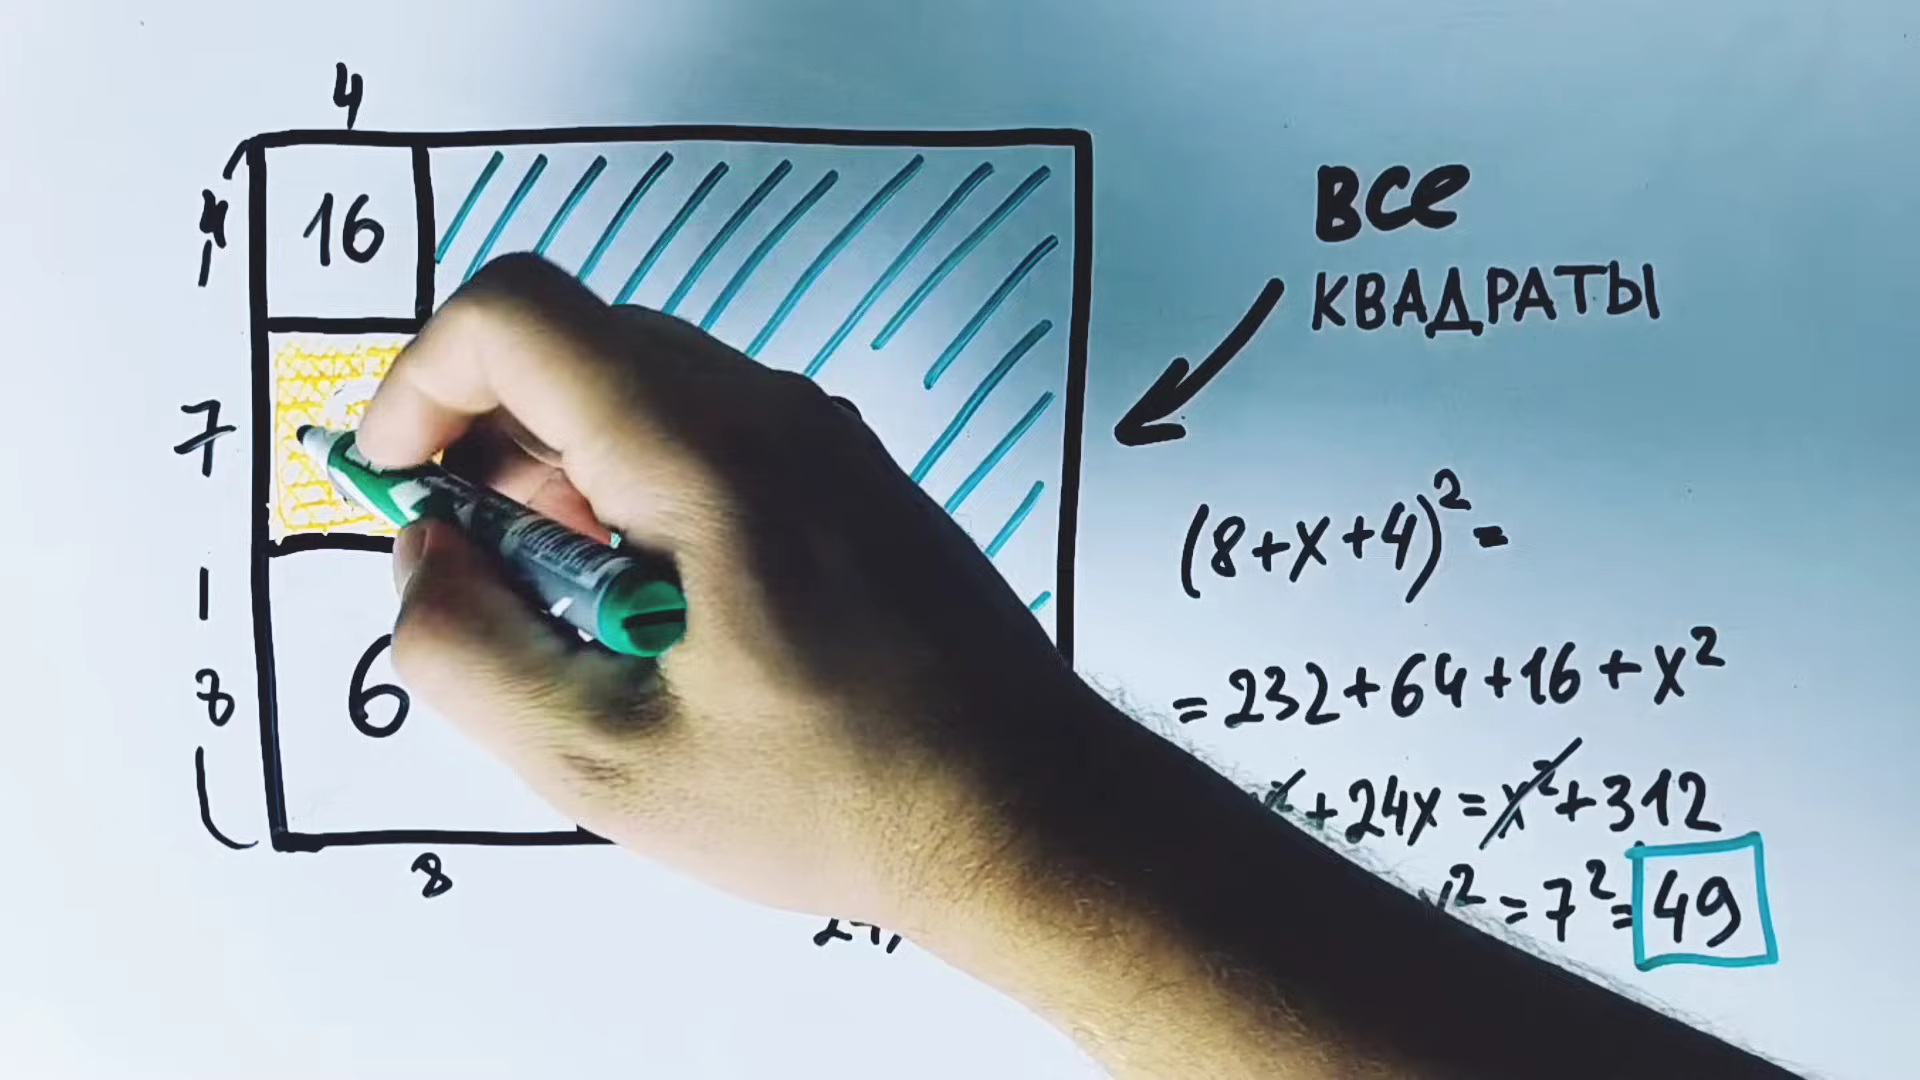 4
4
16
7
6
8
8
ВСЕ
КВАДРАТЫ
(8+x+4)²=
=232+64+16+x²
+24x=x²+312
²=7²=49